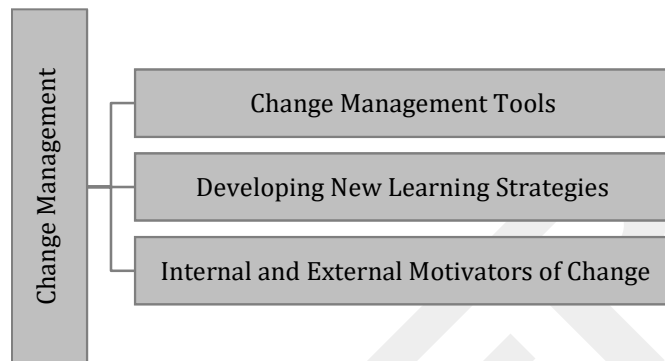 Change Management
Change Management Tools
Developing New Learning Strategies
Internal and External Motivators of Change